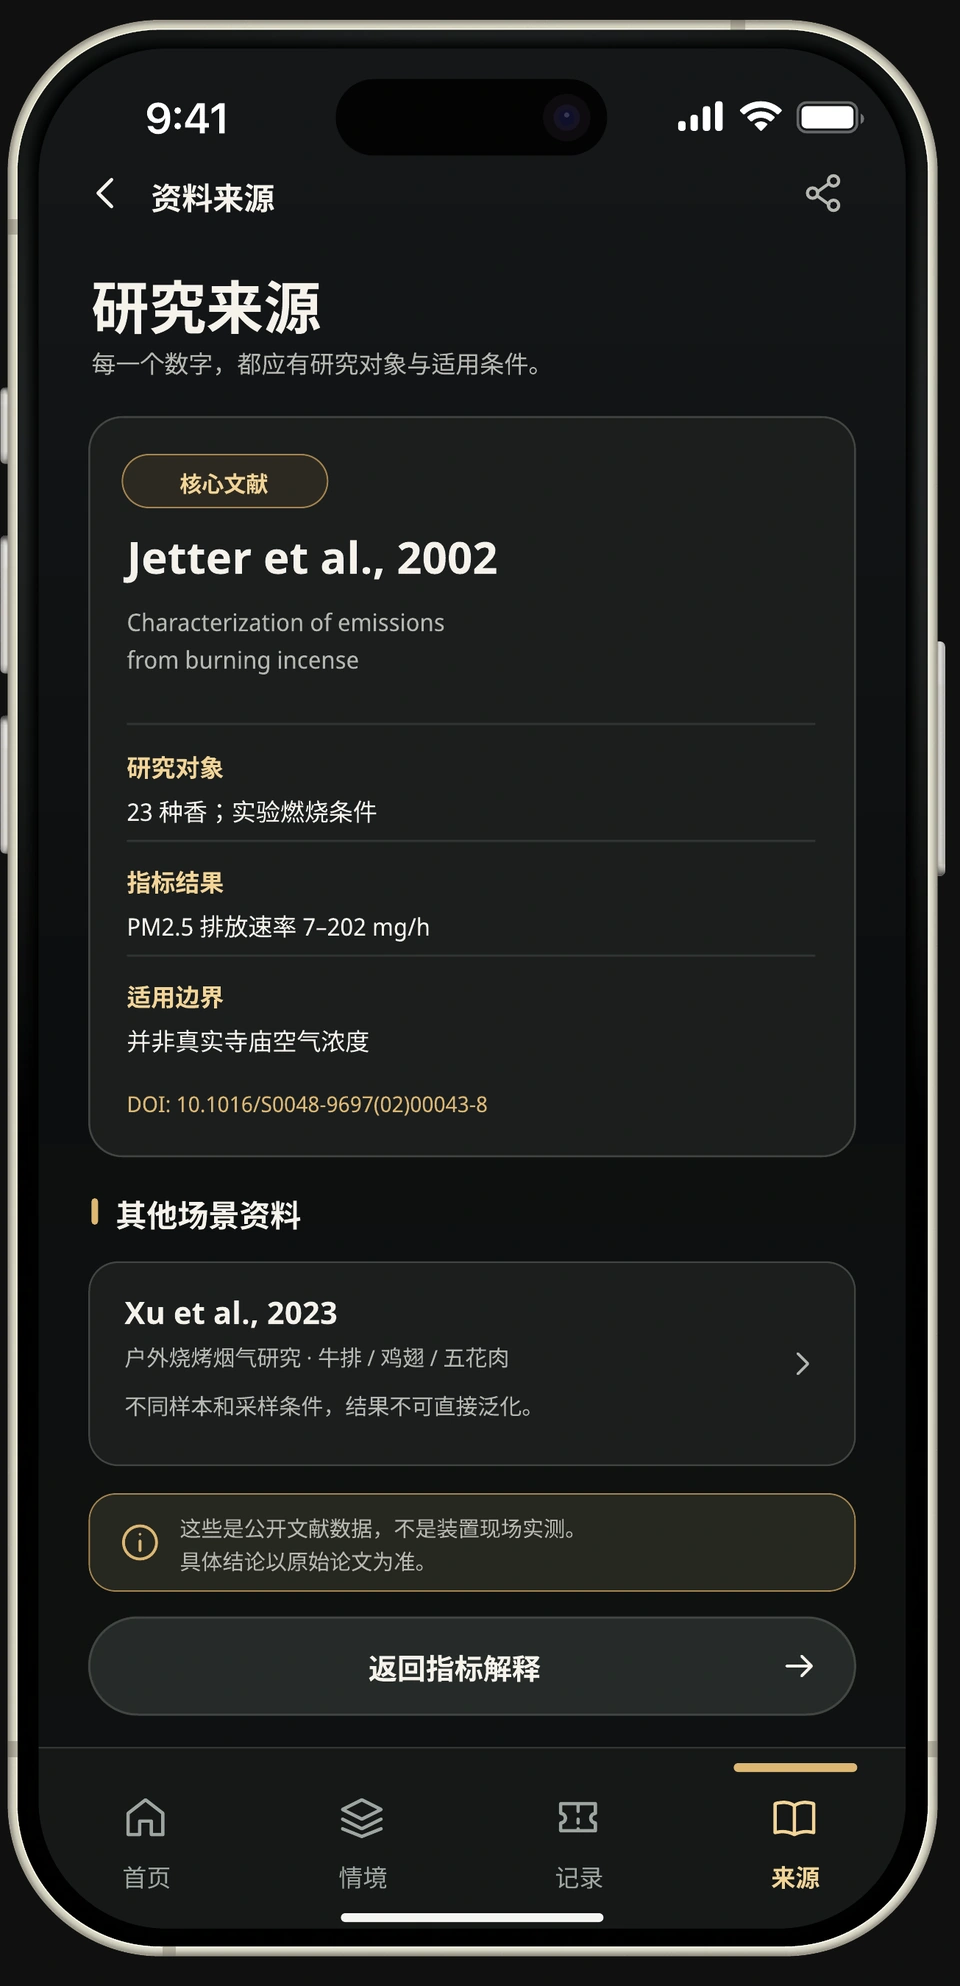 9:41
资料来源
研究来源
每一个数字，都应有研究对象与适用条件。
核心文献
Jetter et al., 2002
Characterization of emissions
from burning incense
研究对象
23 种香；实验燃烧条件
指标结果
PM2.5 排放速率 7–202 mg/h
适用边界
并非真实寺庙空气浓度
DOI: 10.1016/S0048-9697(02)00043-8
其他场景资料
Xu et al., 2023
户外烧烤烟气研究 · 牛排 / 鸡翅 / 五花肉
不同样本和采样条件，结果不可直接泛化。
这些是公开文献数据，不是装置现场实测。
具体结论以原始论文为准。
返回指标解释
首页
情境
记录
来源